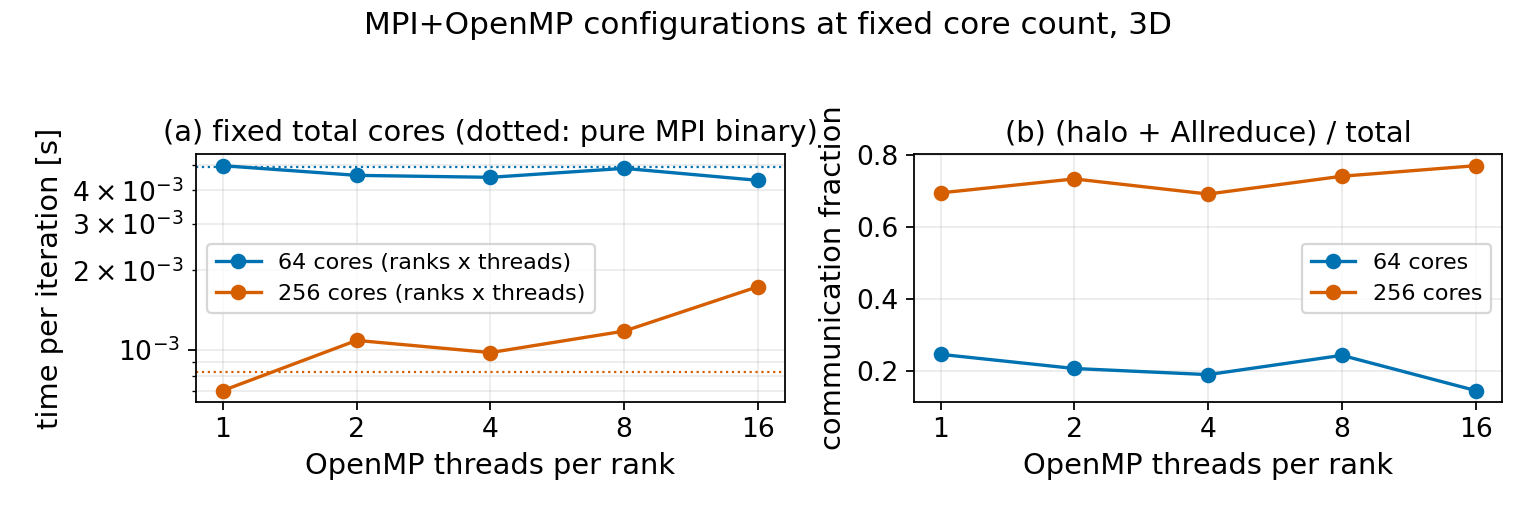 MPI+OpenMP configurations at fixed core count, 3D
(a) fixed total cores (dotted: pure MPI binary)
time per iteration [s]
4 × 10⁻³
3 × 10⁻³
2 × 10⁻³
10⁻³
64 cores (ranks x threads)
256 cores (ranks x threads)
1 2 4 8 16
OpenMP threads per rank
(b) (halo + Allreduce) / total
communication fraction
0.8
0.6
0.4
0.2
64 cores
256 cores
1 2 4 8 16
OpenMP threads per rank